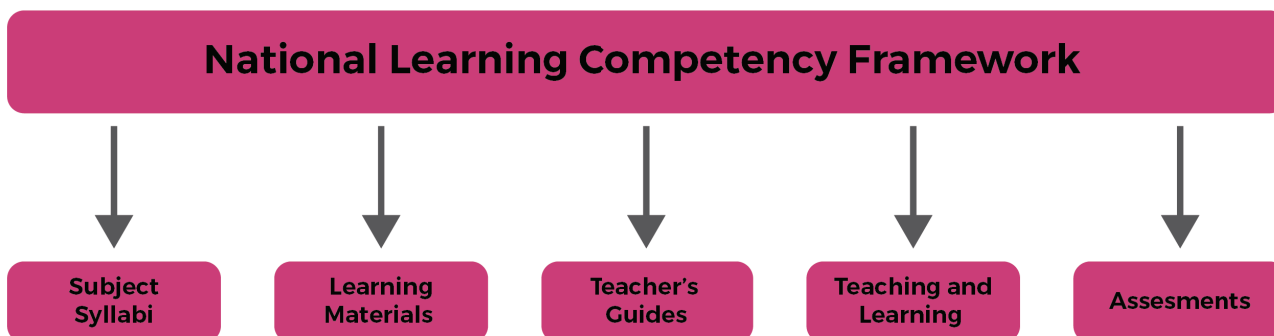 National Learning Competency Framework
Subject
Syllabi
Learning
Materials
Teacher’s
Guides
Teaching and
Learning
Assesments